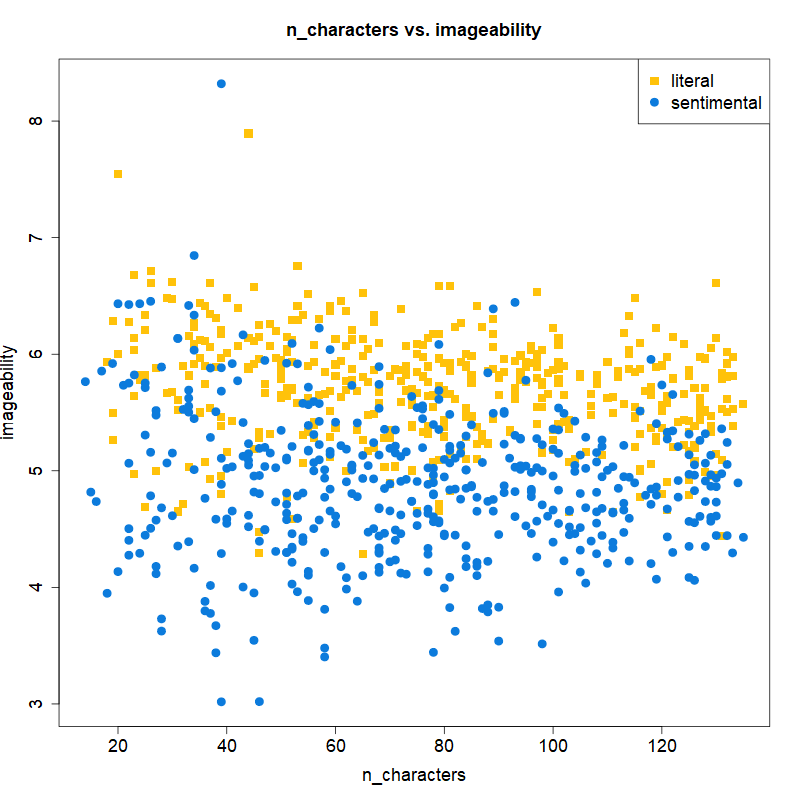 n_characters vs. imageability
literal
sentimental
8
7
6
5
4
3
imageability
20 40 60 80 100 120
n_characters